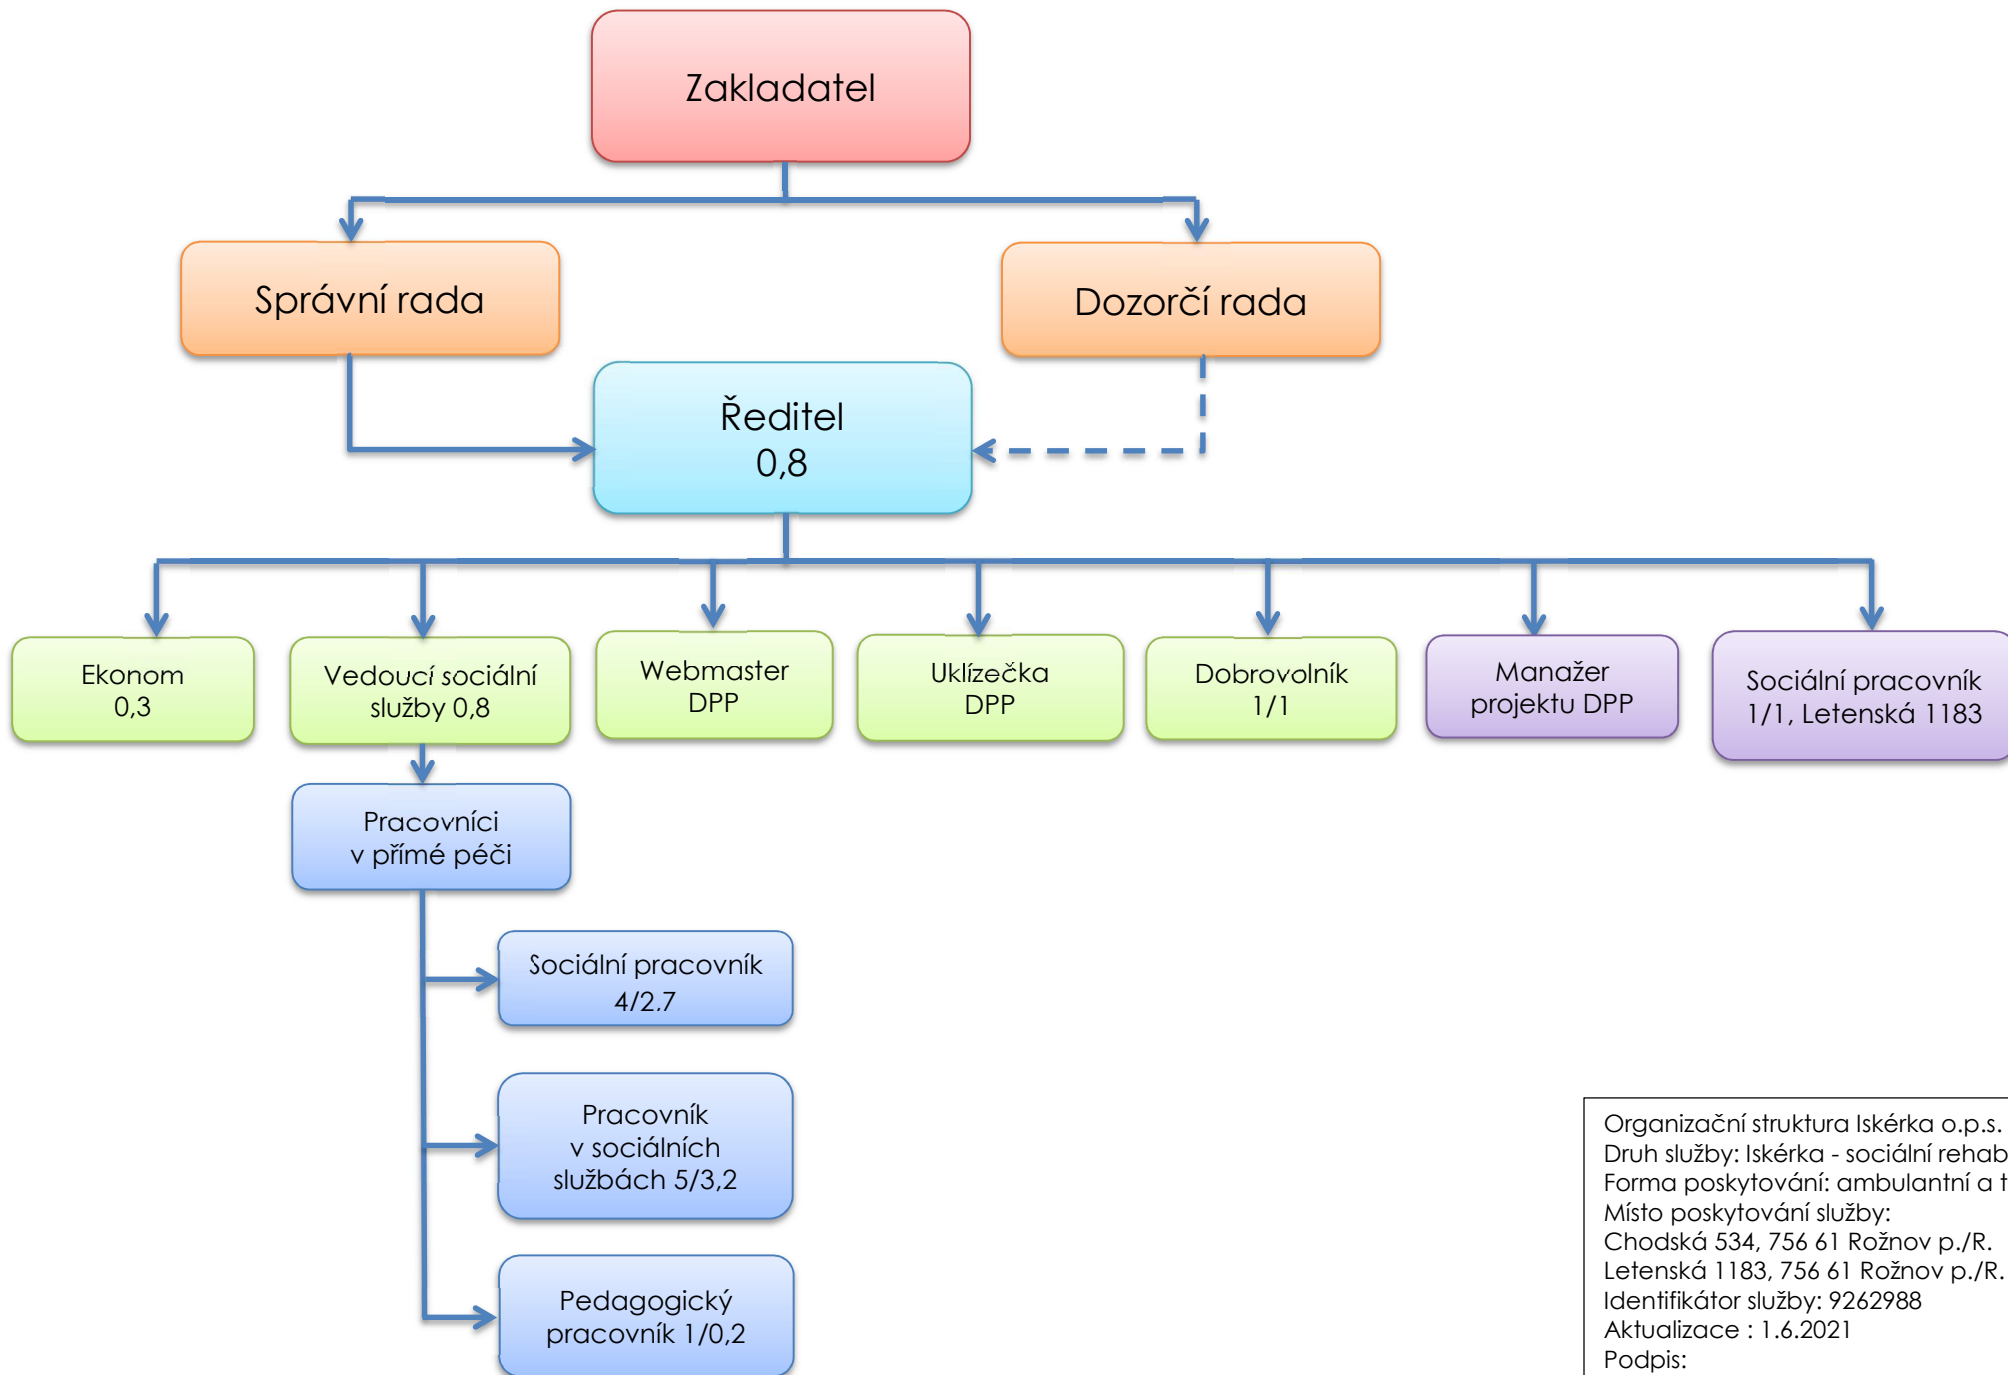 Zakladatel
Správní rada
Dozorčí rada
Ředitel
0,8
Ekonom
0,3
Vedoucí sociální
služby 0,8
Webmaster
DPP
Uklízečka
DPP
Dobrovolník
1/1
Manažer
projektu DPP
Sociální pracovník
1/1, Letenská 1183
Pracovníci
v přímé péči
Sociální pracovník
4/2,7
Pracovník
v sociálních
službách 5/3,2
Pedagogický
pracovník 1/0,2
Organizační struktura Iskérka o.p.s.
Druh služby: Iskérka - sociální rehab
Forma poskytování: ambulantní a t
Místo poskytování služby:
Chodská 534, 756 61 Rožnov p./R.
Letenská 1183, 756 61 Rožnov p./R.
Identifikátor služby: 9262988
Aktualizace : 1.6.2021
Podpis: